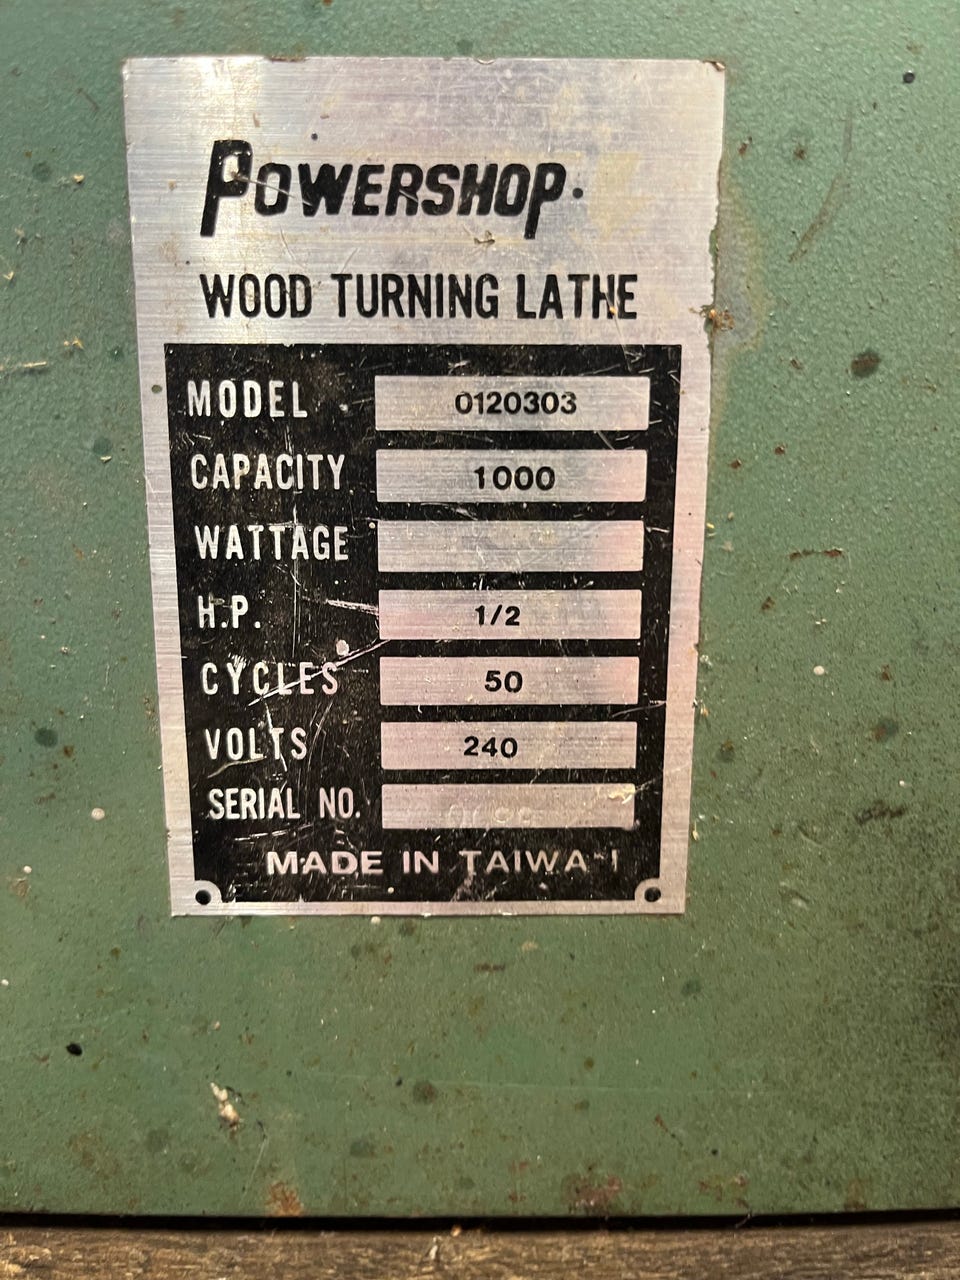 POWERSHOP.
WOOD TURNING LATHE
MODEL 0120303
CAPACITY 1000
WATTAGE
H.P. 1/2
CYCLES 50
VOLTS 240
SERIAL NO.
MADE IN TAIWAN